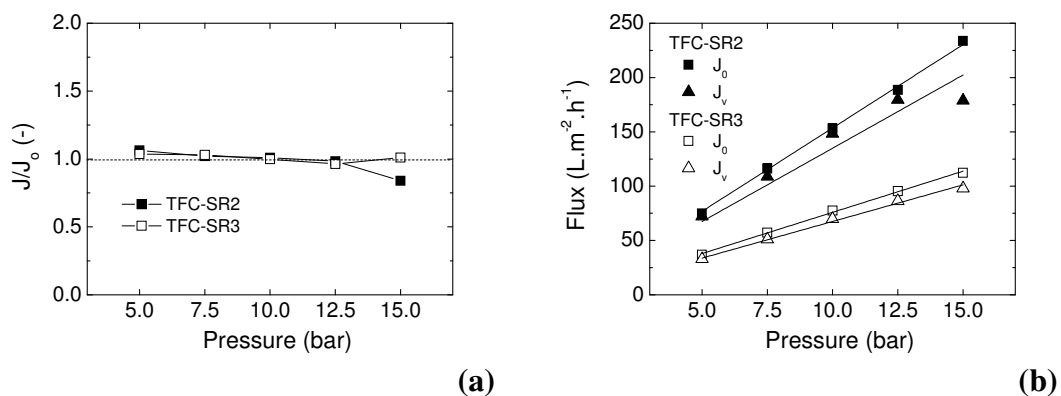 2.0
1.5
1.0
0.5
0.0
J/Jₒ (-)
TFC-SR2
TFC-SR3
5.0 7.5 10.0 12.5 15.0
Pressure (bar)
(a)
250
200
150
100
50
0
Flux (L.m⁻².h⁻¹)
TFC-SR2
J₀
Jᵥ
TFC-SR3
J₀
Jᵥ
5.0 7.5 10.0 12.5 15.0
Pressure (bar)
(b)